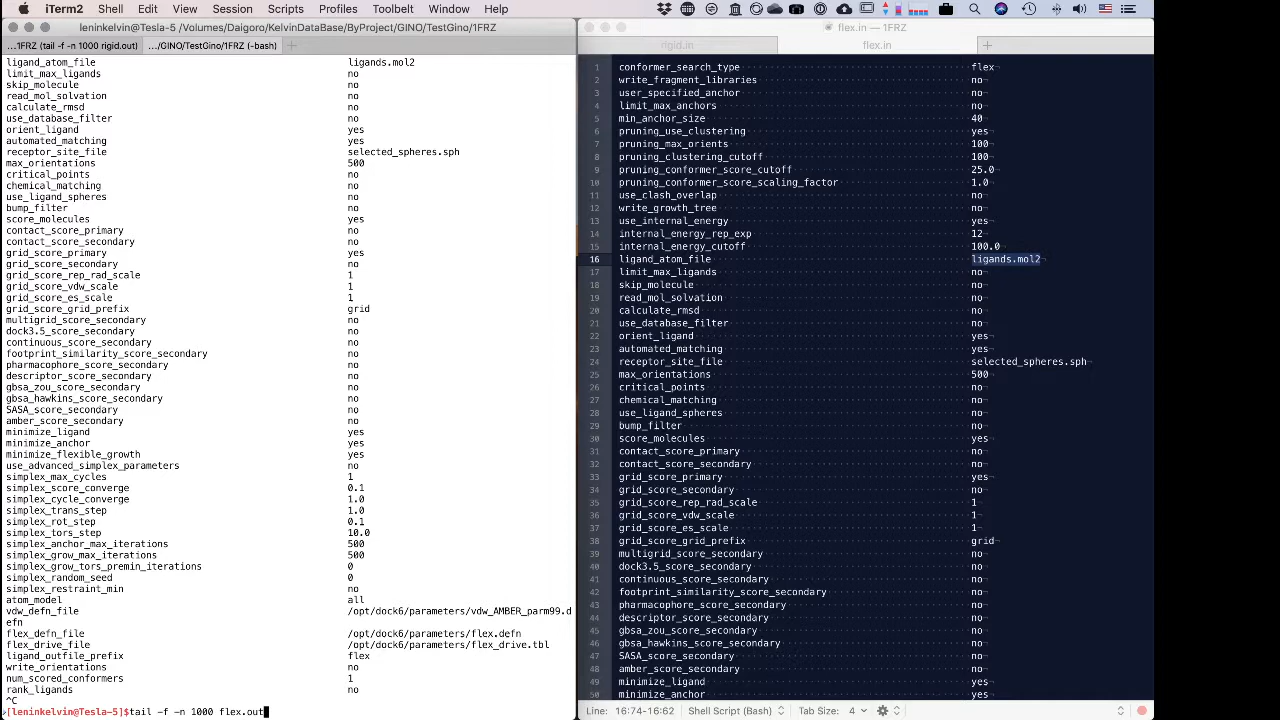 iTerm2 Shell Edit View Session Scripts Profiles Toolbelt Window Help
leninkelvin@Tesla-5: /Volumes/Daigoro/KelvinDataBase/ByProject/GINO/TestGino/1FRZ (-bash)
...1FRZ (tail -f -n 1000 rigid.out) .../GINO/TestGino/1FRZ (-bash)
ligand_atom_file ligands.mol2
limit_max_ligands no
skip_molecule no
read_mol_solvation no
calculate_rmsd no
use_database_filter no
orient_ligand yes
automated_matching yes
receptor_site_file selected_spheres.sph
max_orientations 500
critical_points no
chemical_matching no
use_ligand_spheres no
bump_filter no
score_molecules yes
contact_score_primary no
contact_score_secondary no
grid_score_primary yes
grid_score_secondary no
grid_score_rep_rad_scale 1
grid_score_vdw_scale 1
grid_score_es_scale 1
grid_score_grid_prefix grid
multigrid_score_secondary no
dock3.5_score_secondary no
continuous_score_secondary no
footprint_similarity_score_secondary no
pharmacophore_score_secondary no
descriptor_score_secondary no
gbsa_zou_score_secondary no
gbsa_hawkins_score_secondary no
SASA_score_secondary no
amber_score_secondary no
minimize_ligand yes
minimize_anchor yes
minimize_flexible_growth yes
use_advanced_simplex_parameters no
simplex_max_cycles 1
simplex_score_converge 0.1
simplex_cycle_converge 1.0
simplex_trans_step 1.0
simplex_rot_step 0.1
simplex_tors_step 10.0
simplex_anchor_max_iterations 500
simplex_grow_max_iterations 500
simplex_grow_tors_premin_iterations 0
simplex_random_seed 0
simplex_restraint_min no
atom_model all
vdw_defn_file /opt/dock6/parameters/vdw_AMBER_parm99.d
efn
flex_defn_file /opt/dock6/parameters/flex.defn
flex_drive_file /opt/dock6/parameters/flex_drive.tbl
ligand_outfile_prefix flex
write_orientations no
num_scored_conformers 1
rank_ligands no
^C
[leninkelvin@Tesla-5]$tail -f -n 1000 flex.out
flex.in — 1FRZ
rigid.in flex.in
1 conformer_search_type flex
2 write_fragment_libraries no
3 user_specified_anchor no
4 limit_max_anchors no
5 min_anchor_size 40
6 pruning_use_clustering yes
7 pruning_max_orients 100
8 pruning_clustering_cutoff 100
9 pruning_conformer_score_cutoff 25.0
10 pruning_conformer_score_scaling_factor 1.0
11 use_clash_overlap no
12 write_growth_tree no
13 use_internal_energy yes
14 internal_energy_rep_exp 12
15 internal_energy_cutoff 100.0
16 ligand_atom_file ligands.mol2
17 limit_max_ligands no
18 skip_molecule no
19 read_mol_solvation no
20 calculate_rmsd no
21 use_database_filter no
22 orient_ligand yes
23 automated_matching yes
24 receptor_site_file selected_spheres.sph
25 max_orientations 500
26 critical_points no
27 chemical_matching no
28 use_ligand_spheres no
29 bump_filter no
30 score_molecules yes
31 contact_score_primary no
32 contact_score_secondary no
33 grid_score_primary yes
34 grid_score_secondary no
35 grid_score_rep_rad_scale 1
36 grid_score_vdw_scale 1
37 grid_score_es_scale 1
38 grid_score_grid_prefix grid
39 multigrid_score_secondary no
40 dock3.5_score_secondary no
41 continuous_score_secondary no
42 footprint_similarity_score_secondary no
43 pharmacophore_score_secondary no
44 descriptor_score_secondary no
45 gbsa_zou_score_secondary no
46 gbsa_hawkins_score_secondary no
47 SASA_score_secondary no
48 amber_score_secondary no
49 minimize_ligand yes
50 minimize_anchor yes
Line: 16:74-16:62 Shell Script (Bash) Tab Size: 4